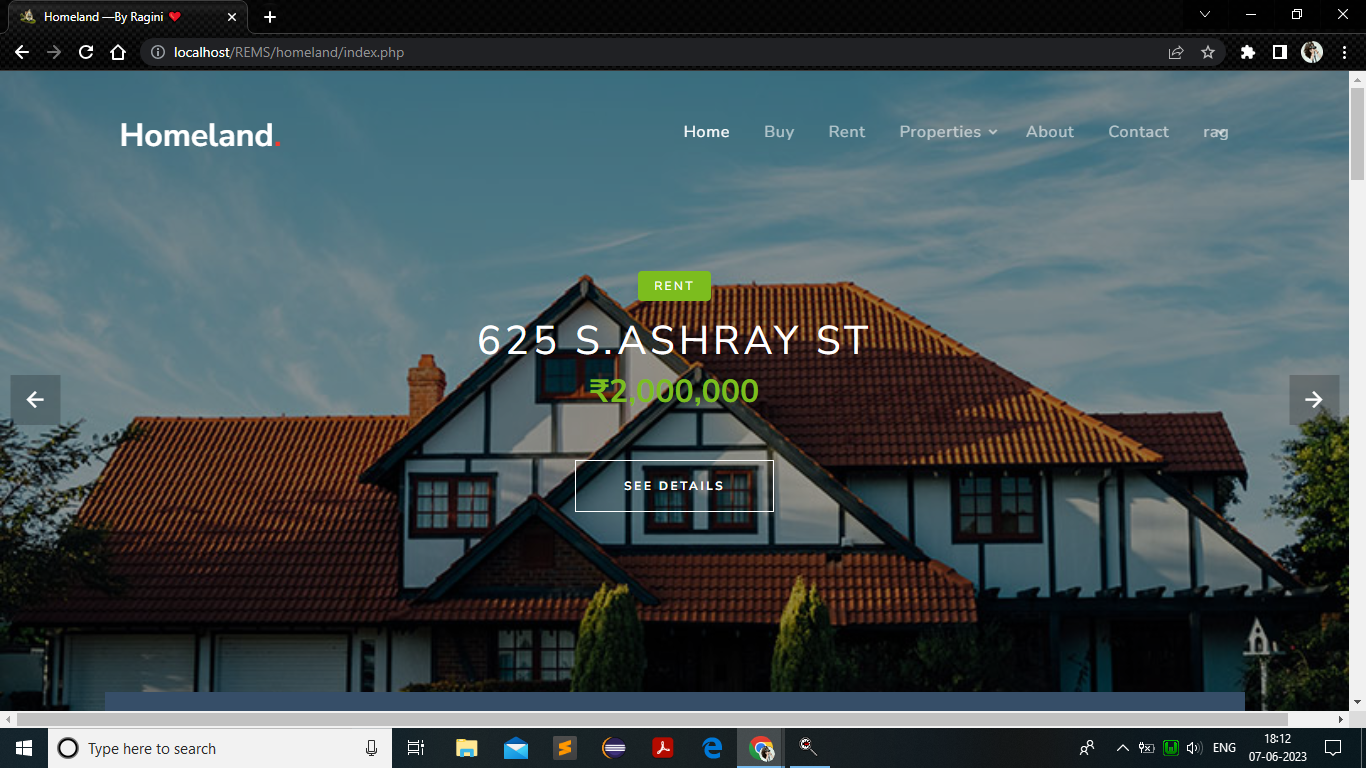 Homeland —By Ragini ❤️
localhost/REMS/homeland/index.php
Homeland.
Home Buy Rent Properties About Contact rag
RENT
625 S.ASHRAY ST
₹2,000,000
SEE DETAILS
Type here to search
ENG
18:12
07-06-2023